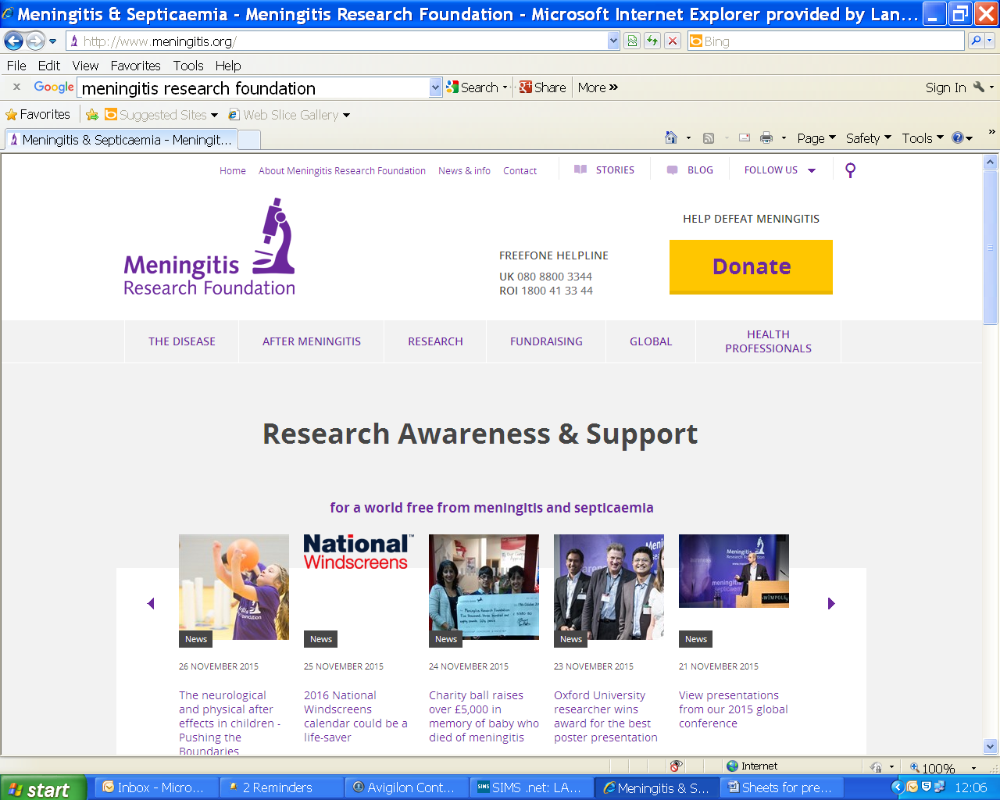 Meningitis & Septicaemia - Meningitis Research Foundation - Microsoft Internet Explorer provided by Lan...
http://www.meningitis.org/
Bing
File Edit View Favorites Tools Help
x Google meningitis research foundation Search Share More » Sign In
Favorites Suggested Sites Web Slice Gallery
Meningitis & Septicaemia - Meningit... Page Safety Tools »
Home About Meningitis Research Foundation News & info Contact STORIES BLOG FOLLOW US
HELP DEFEAT MENINGITIS
Meningitis
Research Foundation
FREEFONE HELPLINE
UK 080 8800 3344
ROI 1800 41 33 44
Donate
THE DISEASE AFTER MENINGITIS RESEARCH FUNDRAISING GLOBAL HEALTH
PROFESSIONALS
Research Awareness & Support
for a world free from meningitis and septicaemia
National™
Windscreens
News News News News News
26 NOVEMBER 2015
The neurological
and physical after
effects in children -
Pushing the
Boundaries
25 NOVEMBER 2015
2016 National
Windscreens
calendar could be a
life-saver
24 NOVEMBER 2015
Charity ball raises
over £5,000 in
memory of baby who
died of meningitis
23 NOVEMBER 2015
Oxford University
researcher wins
award for the best
poster presentation
21 NOVEMBER 2015
View presentations
from our 2015 global
conference
Internet 100%
start Inbox - Micro... 2 Reminders Avigilon Cont... SIMS .net: LA... Meningitis & S... Sheets for pre... 12:06